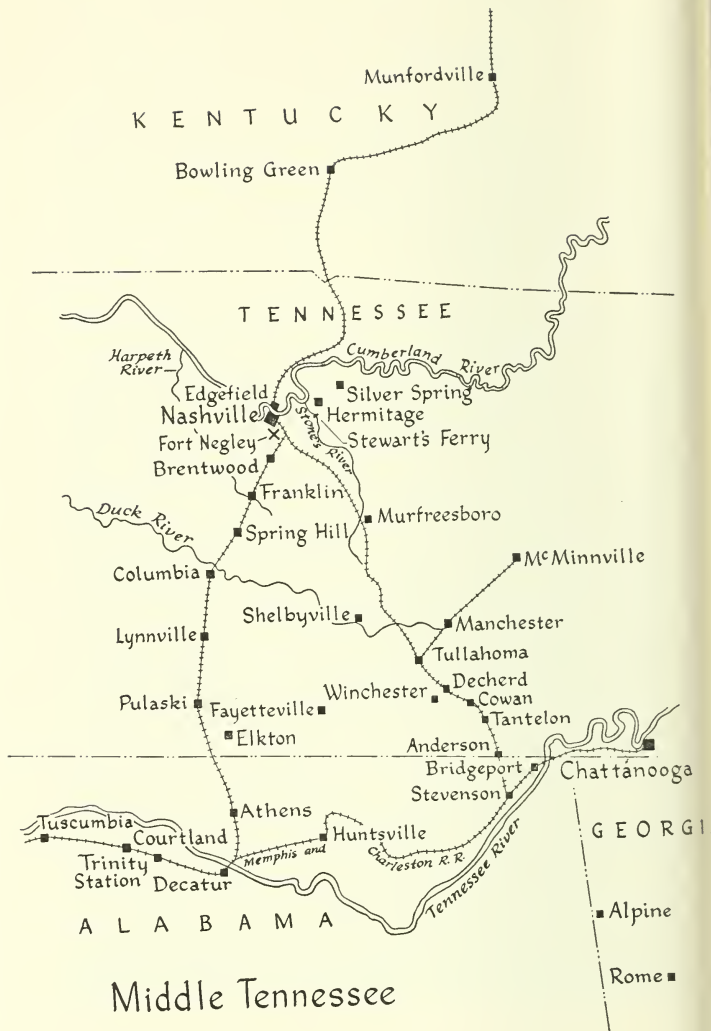 Munfordville
KENTUCKY
Bowling Green
TENNESSEE
Harpeth
River
Cumberland River
Edgefield
Silver Spring
Nashville
Hermitage
Fort Negley
Stone's River
Stewart's Ferry
Brentwood
Franklin
Duck River
Spring Hill
Murfreesboro
McMinnville
Columbia
Shelbyville
Manchester
Lynnville
Tullahoma
Decherd
Winchester
Cowan
Pulaski
Fayetteville
Tantelon
Elkton
Anderson
Bridgeport
Chattanooga
Stevenson
Athens
Tuscumbia
Courtland
Huntsville
GEORGI
Memphis and Charleston R.R.
Trinity
Station
Decatur
Tennessee River
ALABAMA
Alpine
Rome
Middle Tennessee